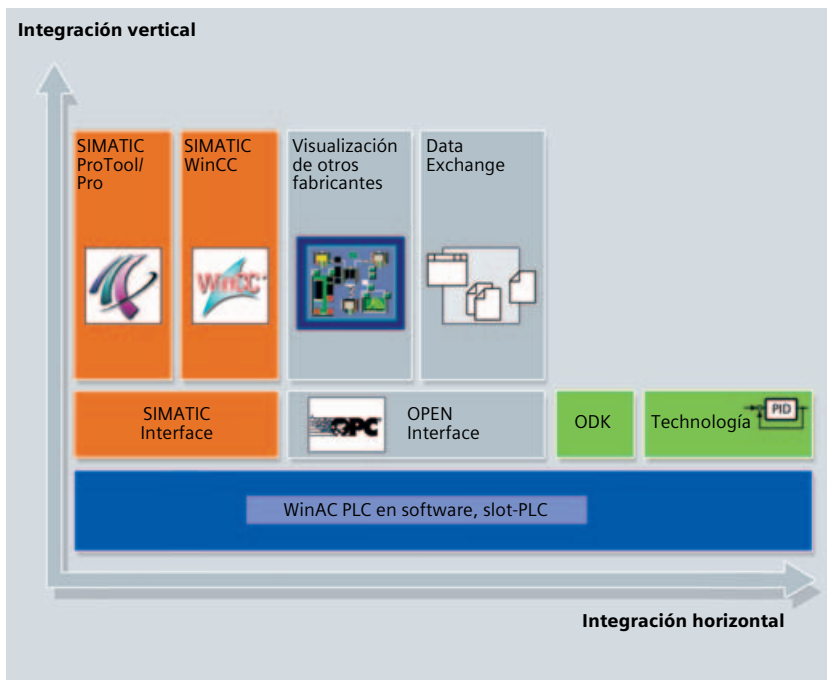 Integración vertical
SIMATIC
ProTool/
Pro
SIMATIC
WinCC
Visualización
de otros
fabricantes
Data
Exchange
WinCC
SIMATIC
Interface
OPC
OPEN
Interface
ODK
Technología
PID
WinAC PLC en software, slot-PLC
Integración horizontal